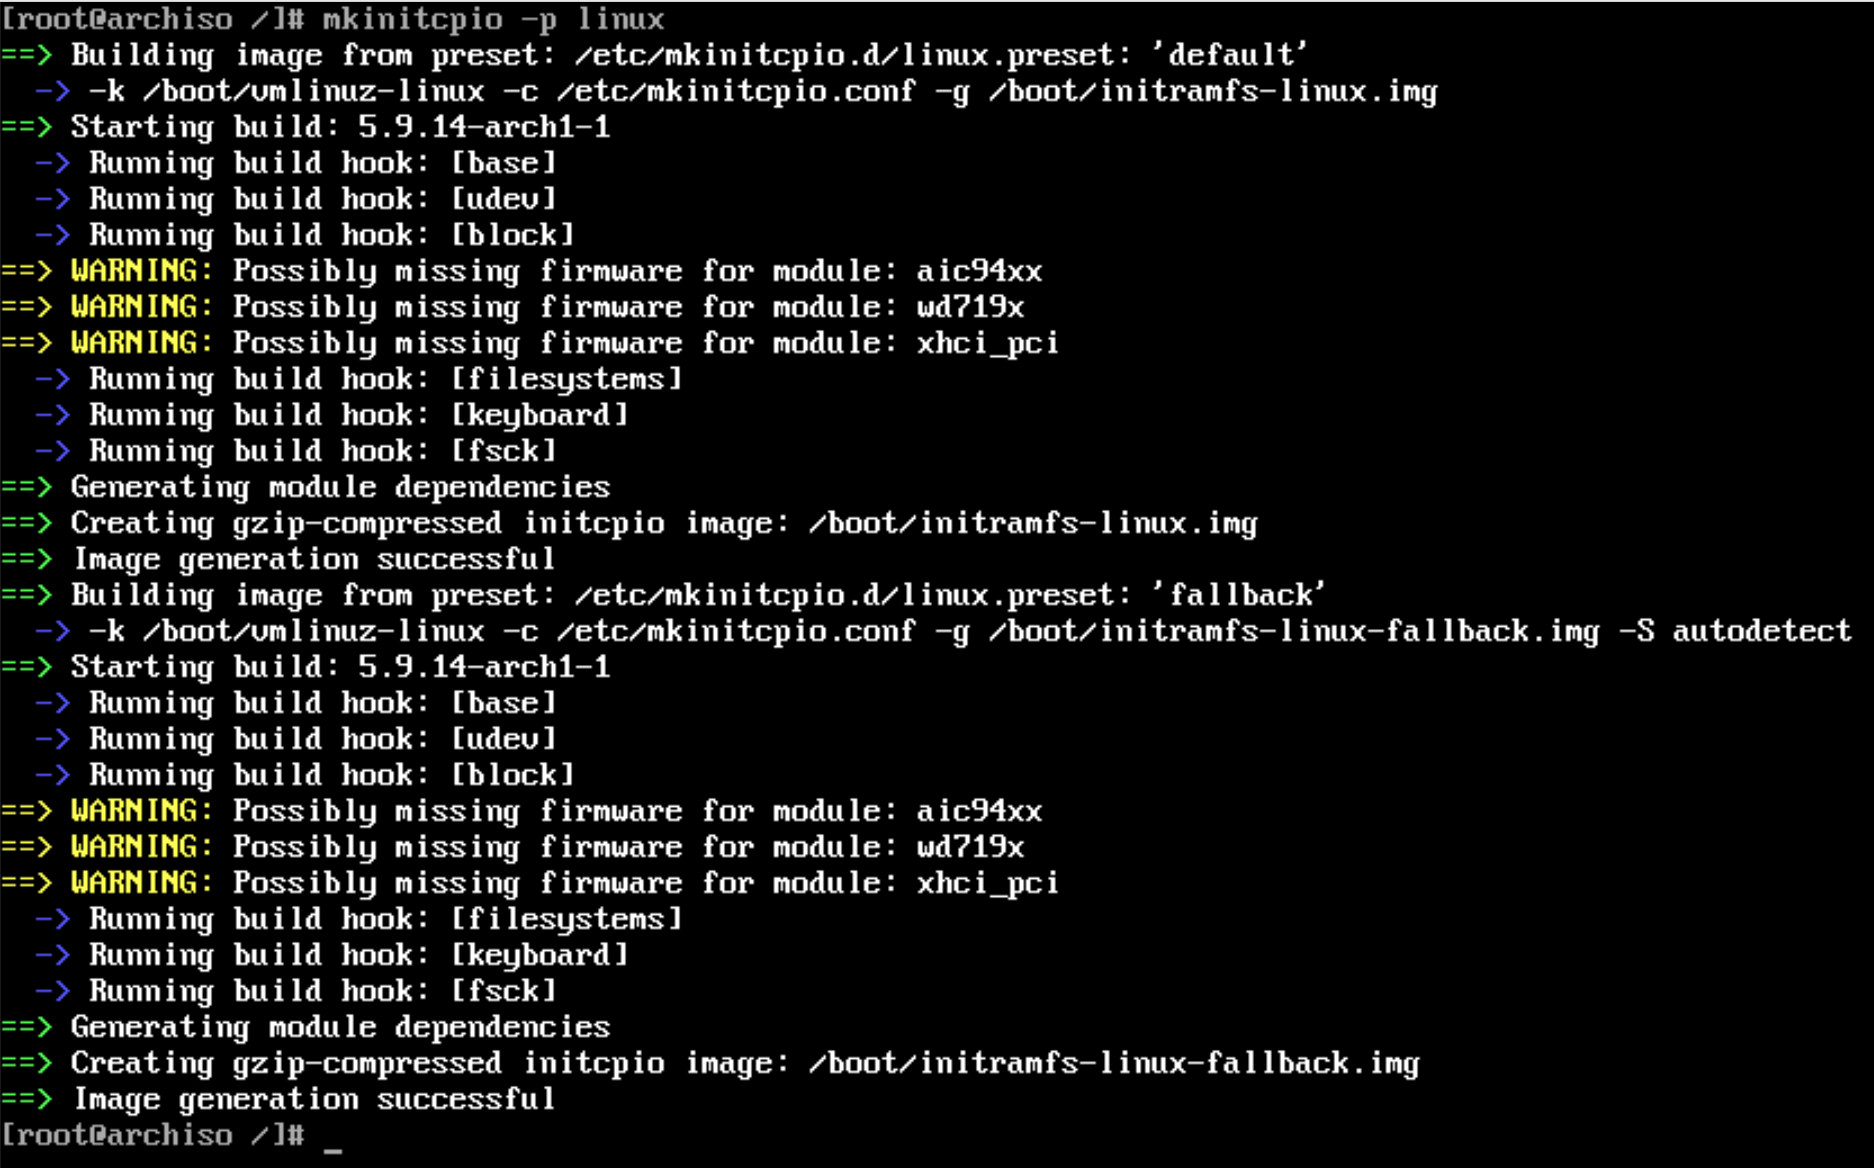 [root@archiso /]# mkinitcpio -p linux
==> Building image from preset: /etc/mkinitcpio.d/linux.preset: 'default'
  -> -k /boot/vmlinuz-linux -c /etc/mkinitcpio.conf -g /boot/initramfs-linux.img
==> Starting build: 5.9.14-arch1-1
  -> Running build hook: [base]
  -> Running build hook: [udev]
  -> Running build hook: [block]
==> WARNING: Possibly missing firmware for module: aic94xx
==> WARNING: Possibly missing firmware for module: wd719x
==> WARNING: Possibly missing firmware for module: xhci_pci
  -> Running build hook: [filesystems]
  -> Running build hook: [keyboard]
  -> Running build hook: [fsck]
==> Generating module dependencies
==> Creating gzip-compressed initcpio image: /boot/initramfs-linux.img
==> Image generation successful
==> Building image from preset: /etc/mkinitcpio.d/linux.preset: 'fallback'
  -> -k /boot/vmlinuz-linux -c /etc/mkinitcpio.conf -g /boot/initramfs-linux-fallback.img -S autodetect
==> Starting build: 5.9.14-arch1-1
  -> Running build hook: [base]
  -> Running build hook: [udev]
  -> Running build hook: [block]
==> WARNING: Possibly missing firmware for module: aic94xx
==> WARNING: Possibly missing firmware for module: wd719x
==> WARNING: Possibly missing firmware for module: xhci_pci
  -> Running build hook: [filesystems]
  -> Running build hook: [keyboard]
  -> Running build hook: [fsck]
==> Generating module dependencies
==> Creating gzip-compressed initcpio image: /boot/initramfs-linux-fallback.img
==> Image generation successful
[root@archiso /]# _